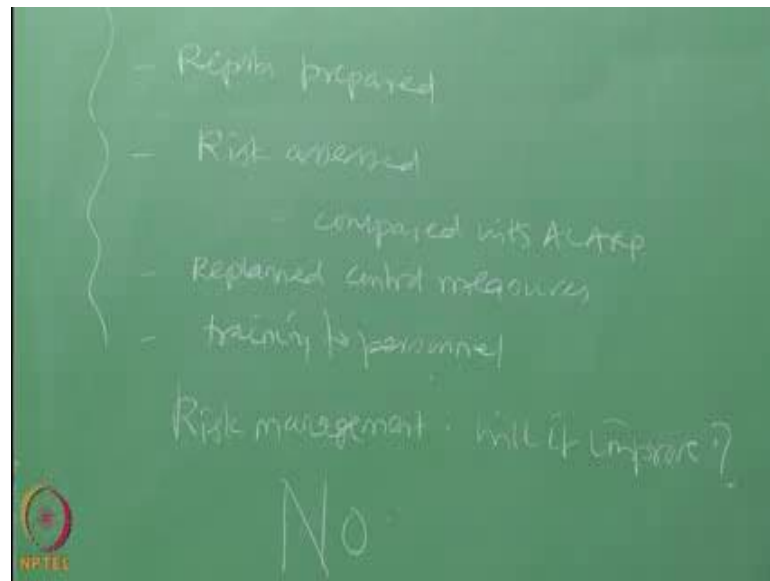 - Reports prepared
- Risk assessed
compared with ALARP
- Replanned control measures
- training to personnel
Risk management. will it improve?
No
NPTEL